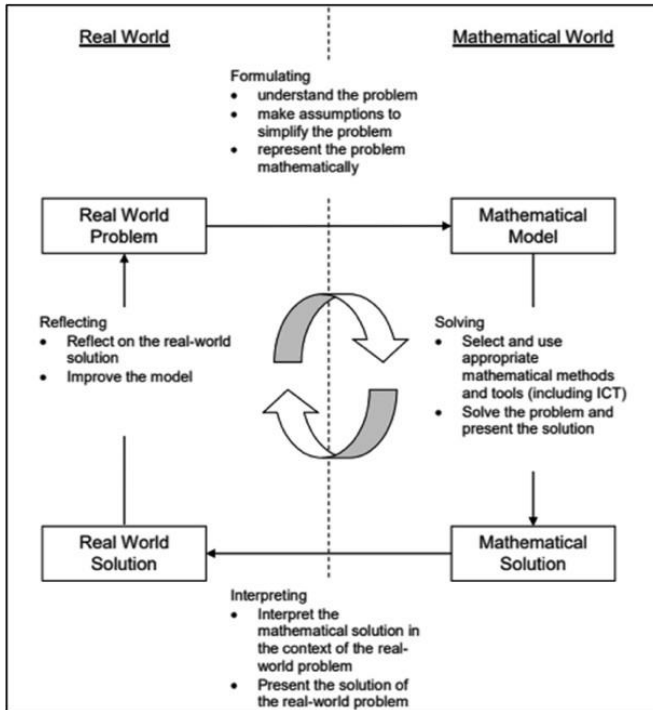 Real World
Mathematical World
Formulating
• understand the problem
• make assumptions to
simplify the problem
• represent the problem
mathematically
Real World
Problem
Mathematical
Model
Reflecting
• Reflect on the real-world
solution
• Improve the model
Solving
• Select and use
appropriate
mathematical methods
and tools (including ICT)
• Solve the problem and
present the solution
Real World
Solution
Mathematical
Solution
Interpreting
• Interpret the
mathematical solution in
the context of the real-
world problem
• Present the solution of
the real-world problem